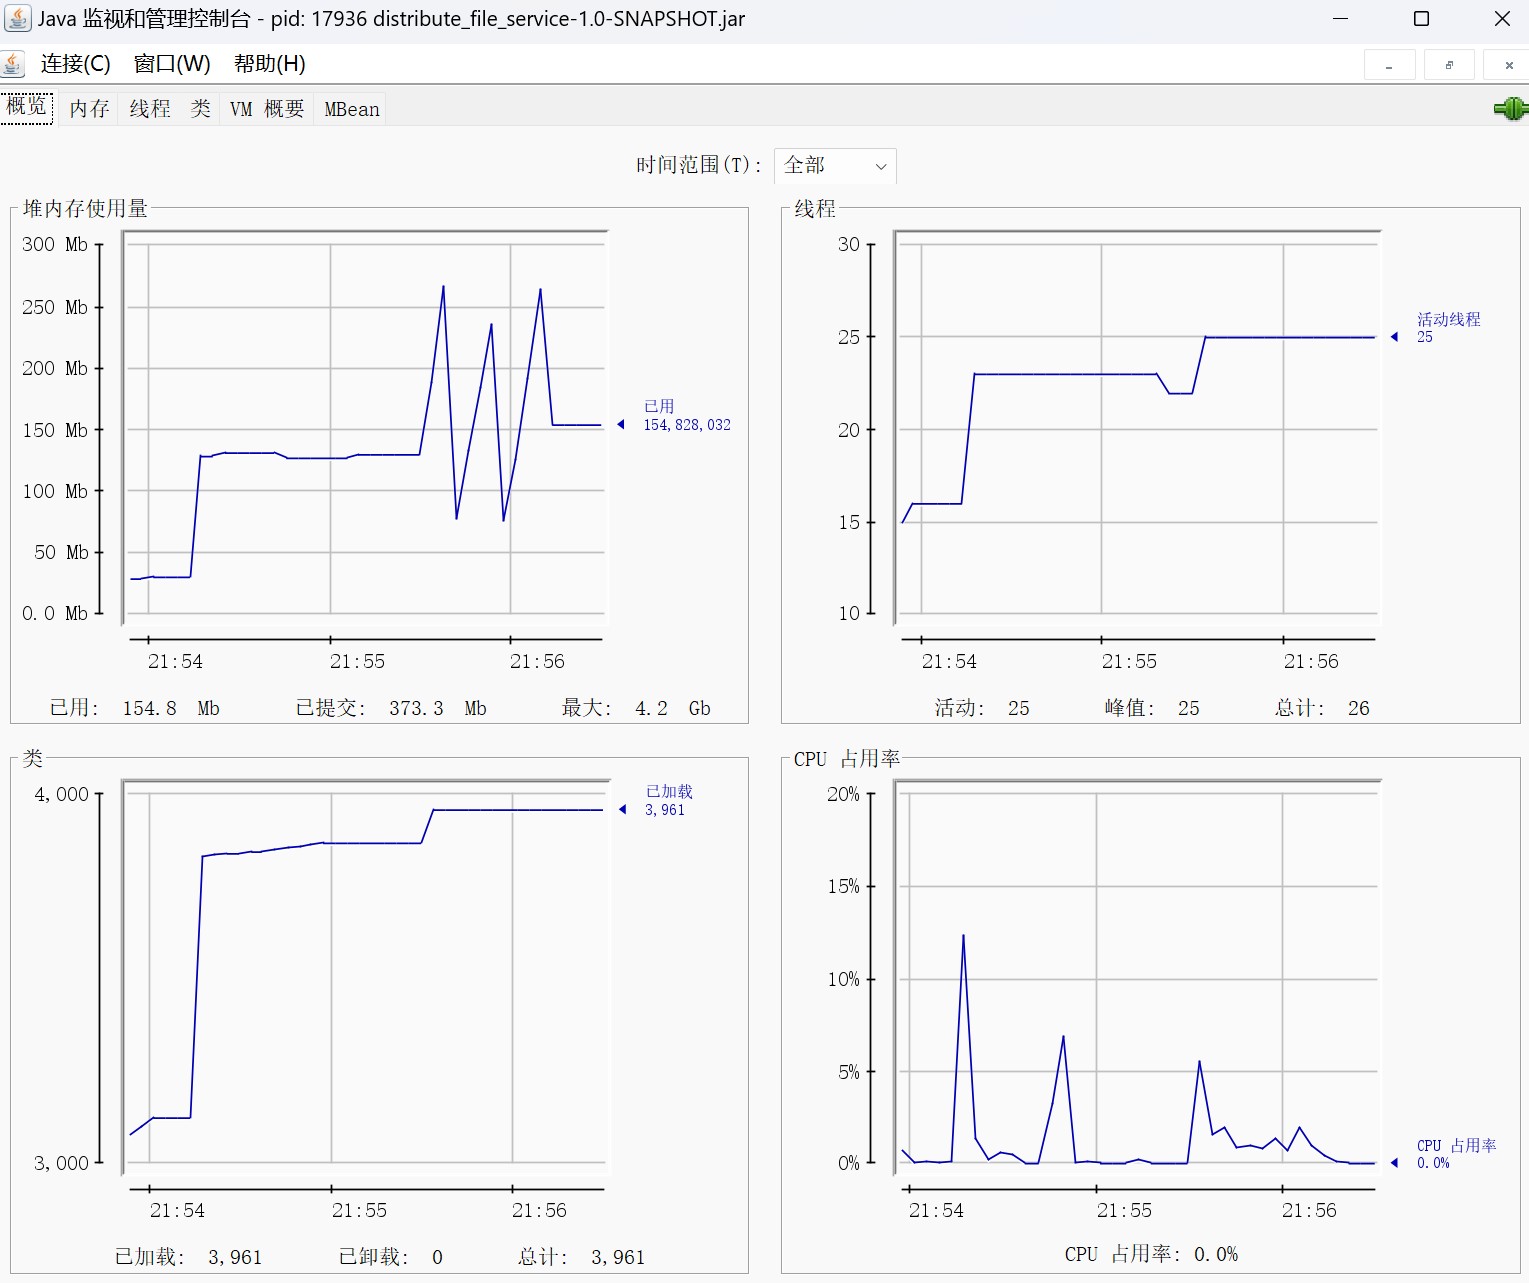 Java 监视和管理控制台 - pid: 17936 distribute_file_service-1.0-SNAPSHOT.jar
连接(C) 窗口(W) 帮助(H)
概览 内存 线程 类 VM 概要 MBean
时间范围(T): 全部
堆内存使用量
300 Mb
250 Mb
200 Mb
150 Mb
100 Mb
50 Mb
0.0 Mb
已用
154,828,032
21:54 21:55 21:56
已用: 154.8 Mb 已提交: 373.3 Mb 最大: 4.2 Gb
线程
30
25
20
15
10
活动线程
25
21:54 21:55 21:56
活动: 25 峰值: 25 总计: 26
类
4,000
3,000
已加载
3,961
21:54 21:55 21:56
已加载: 3,961 已卸载: 0 总计: 3,961
CPU 占用率
20%
15%
10%
5%
0%
CPU 占用率
0.0%
21:54 21:55 21:56
CPU 占用率: 0.0%